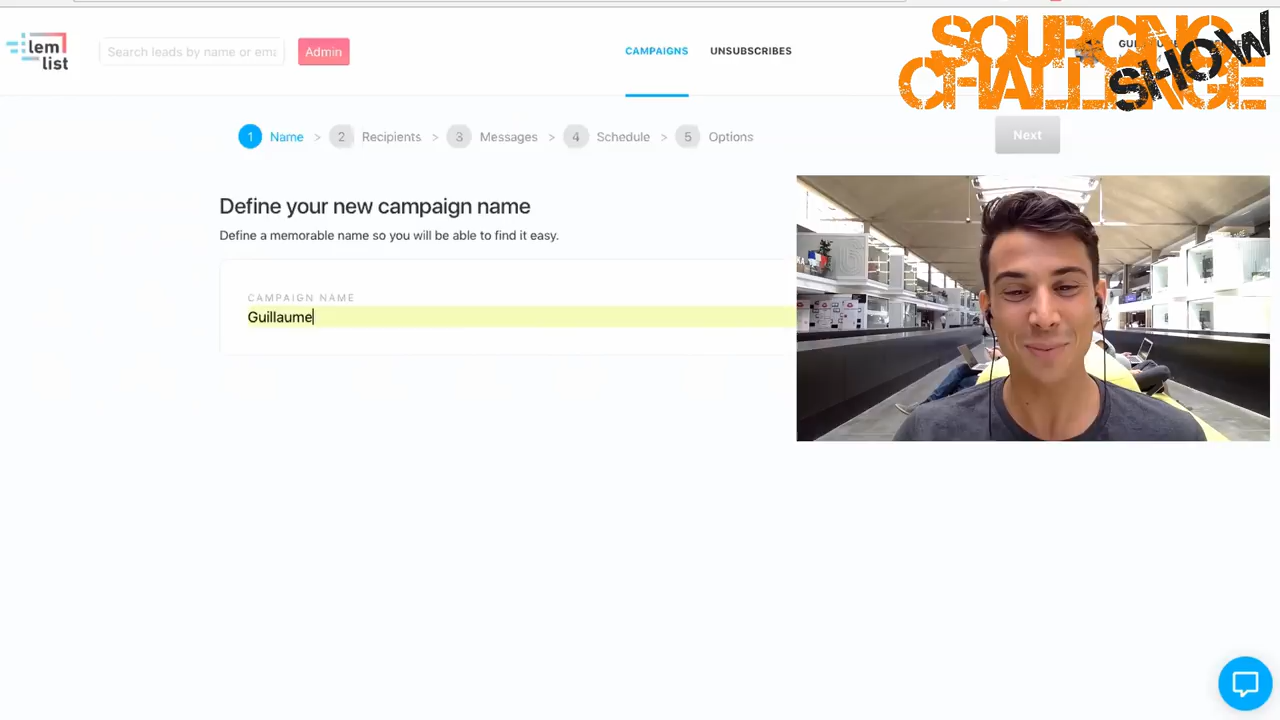 lem
list
Search leads by name or ema
Admin
CAMPAIGNS
UNSUBSCRIBES
SOURCING
CHALLENGE
SHOW
1 Name > 2 Recipients > 3 Messages > 4 Schedule > 5 Options
Next
Define your new campaign name
Define a memorable name so you will be able to find it easy.
CAMPAIGN NAME
Guillaume